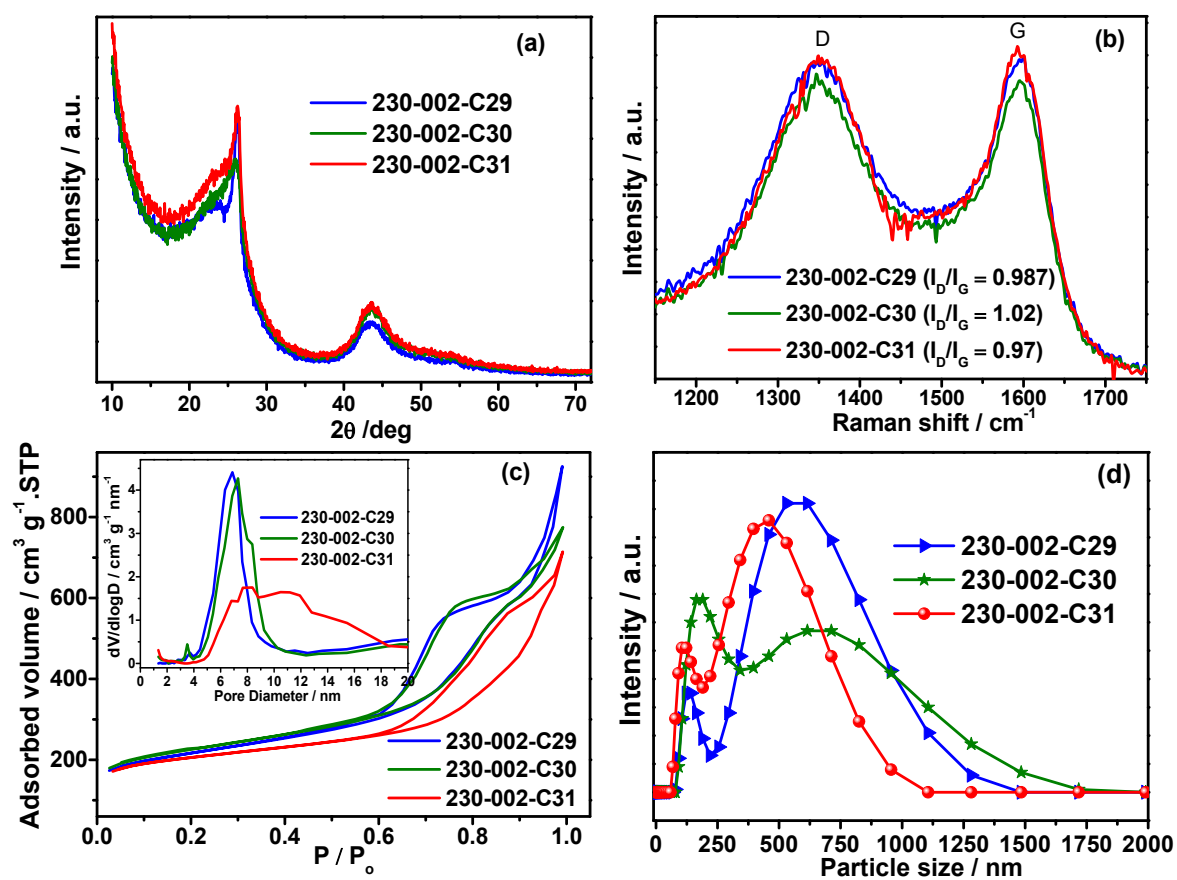 (a)
230-002-C29
230-002-C30
230-002-C31
Intensity / a.u.
10 20 30 40 50 60 70
2θ /deg
(b)
D
G
230-002-C29 (I_D/I_G = 0.987)
230-002-C30 (I_D/I_G = 1.02)
230-002-C31 (I_D/I_G = 0.97)
Intensity / a.u.
1200 1300 1400 1500 1600 1700
Raman shift / cm⁻¹
(c)
Adsorbed volume / cm³ g⁻¹.STP
800
600
400
200
0.0 0.2 0.4 0.6 0.8 1.0
P / P_o
230-002-C29
230-002-C30
230-002-C31
dV/dlogD / cm³ g⁻¹ nm⁻¹
4
3
2
1
0
0 2 4 6 8 10 12 14 16 18 20
Pore Diameter / nm
230-002-C29
230-002-C30
230-002-C31
(d)
230-002-C29
230-002-C30
230-002-C31
Intensity / a.u.
0 250 500 750 1000 1250 1500 1750 2000
Particle size / nm